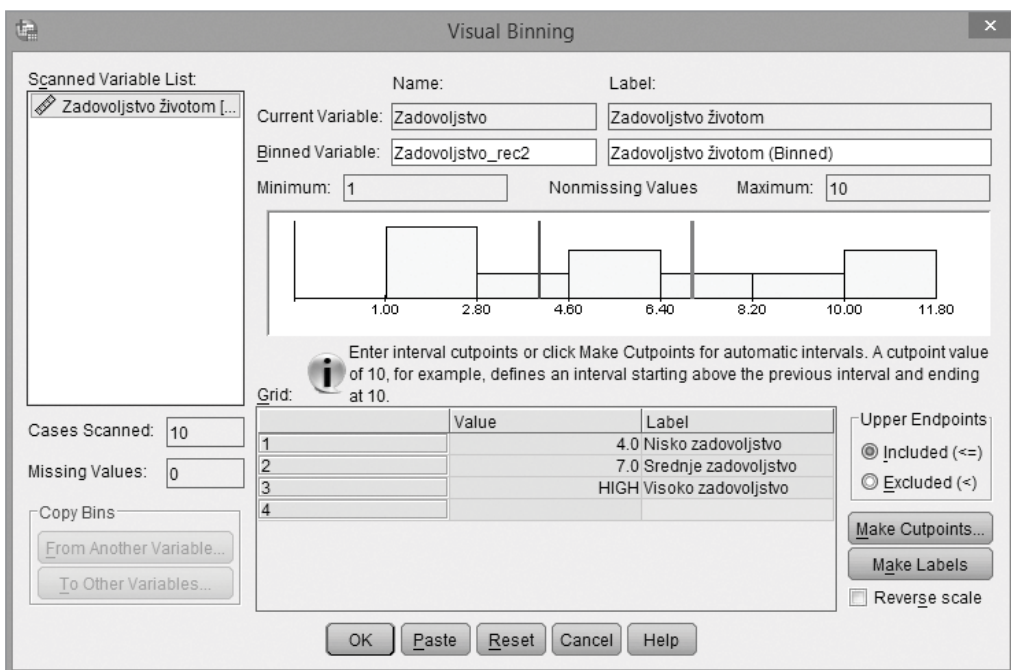 Visual Binning
Scanned Variable List:
Zadovoljstvo životom [...
Name: Label:
Current Variable: Zadovoljstvo Zadovoljstvo životom
Binned Variable: Zadovoljstvo_rec2 Zadovoljstvo životom (Binned)
Minimum: 1 Nonmissing Values Maximum: 10
1.00 2.80 4.60 6.40 8.20 10.00 11.80
Enter interval cutpoints or click Make Cutpoints for automatic intervals. A cutpoint value
of 10, for example, defines an interval starting above the previous interval and ending
at 10.
Grid:
Value Label
1 4.0 Nisko zadovoljstvo
2 7.0 Srednje zadovoljstvo
3 HIGH Visoko zadovoljstvo
4
Cases Scanned: 10
Missing Values: 0
Copy Bins
From Another Variable...
To Other Variables...
Upper Endpoints
Included (<=)
Excluded (<)
Make Cutpoints...
Make Labels
Reverse scale
OK Paste Reset Cancel Help